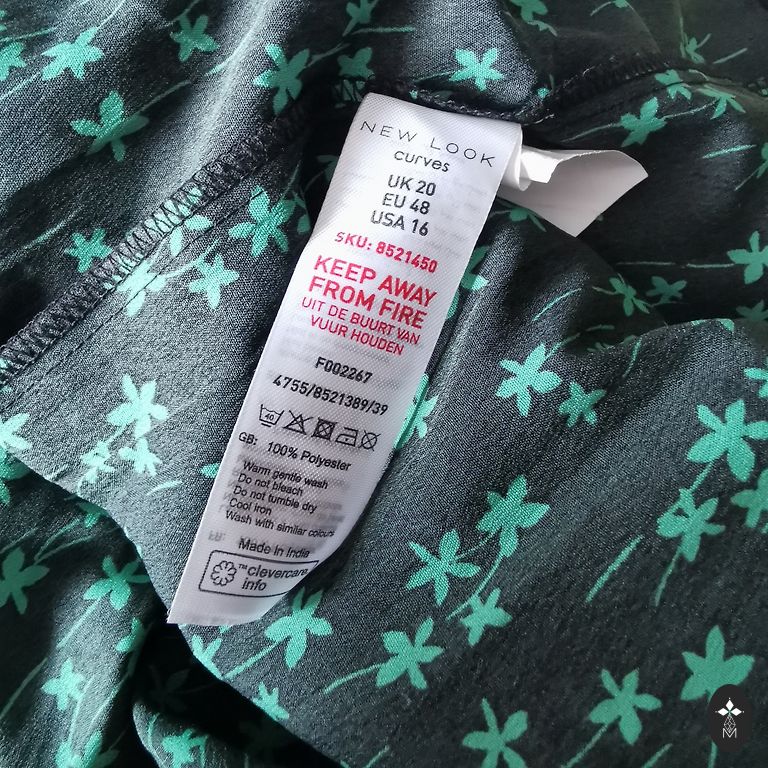 NEW LOOK
curves
UK 20
EU 48
USA 16
SKU: 8521450
KEEP AWAY
FROM FIRE
UIT DE BUURT VAN
VUUR HOUDEN
F002267
4755/8521389/39
40
GB: 100% Polyester
Warm gentle wash
Do not bleach
Do not tumble dry
Cool iron
Wash with similar colours
Made in India
™clevercare.
info
M